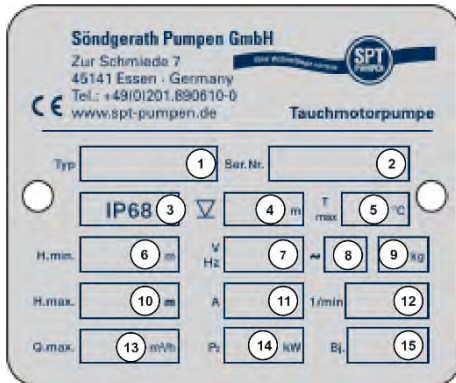 Söndgerath Pumpen GmbH
Zur Schmiede 7
45141 Essen · Germany
Tel.: +49(0)201.890610-0
CE www.spt-pumpen.de
SPT
PUMPEN
Tauchmotorpumpe
Typ 1 Ser.Nr. 2
IP68 3 4 m T max 5 °C
H.min. 6 m V Hz 7 ~ 8 9 kg
H.max. 10 m A 11 1/min 12
Q.max. 13 m³/h P₂ 14 kW Bj. 15